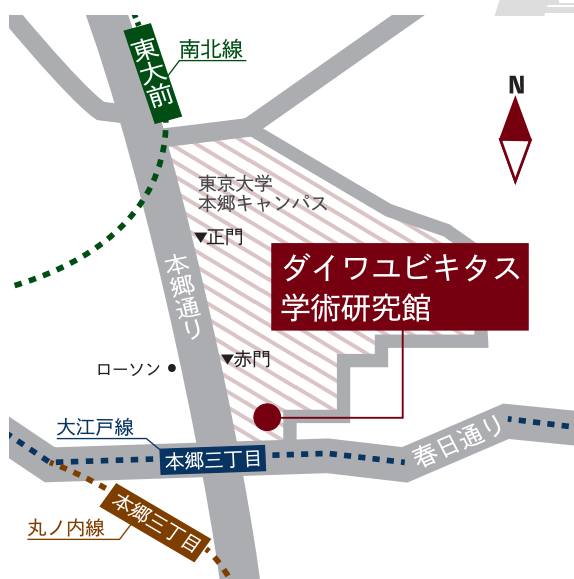 N
東大前
南北線
東京大学
本郷キャンパス
▼正門
ダイワユビキタス
学術研究館
本郷通り
▼赤門
ローソン
大江戸線
本郷三丁目
春日通り
丸ノ内線
本郷三丁目